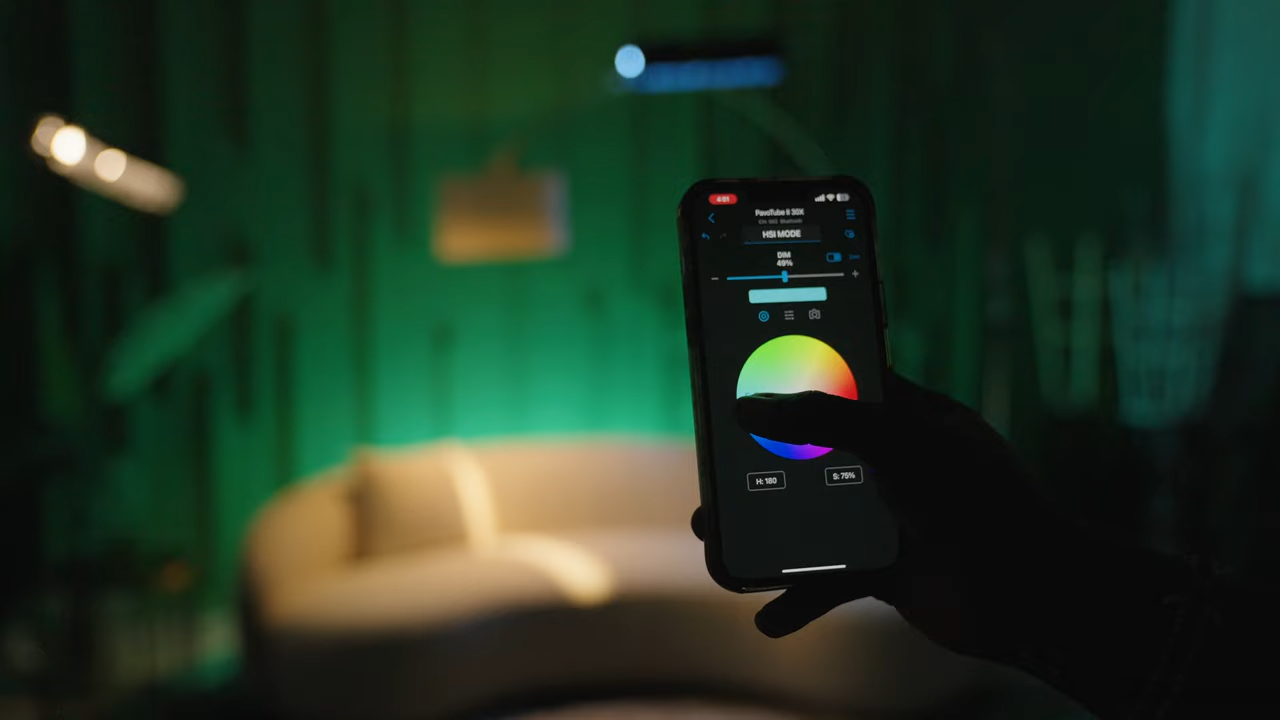 4:01
PavoTube II 30X
HSI MODE
DIM
49%
H: 180
S: 75%